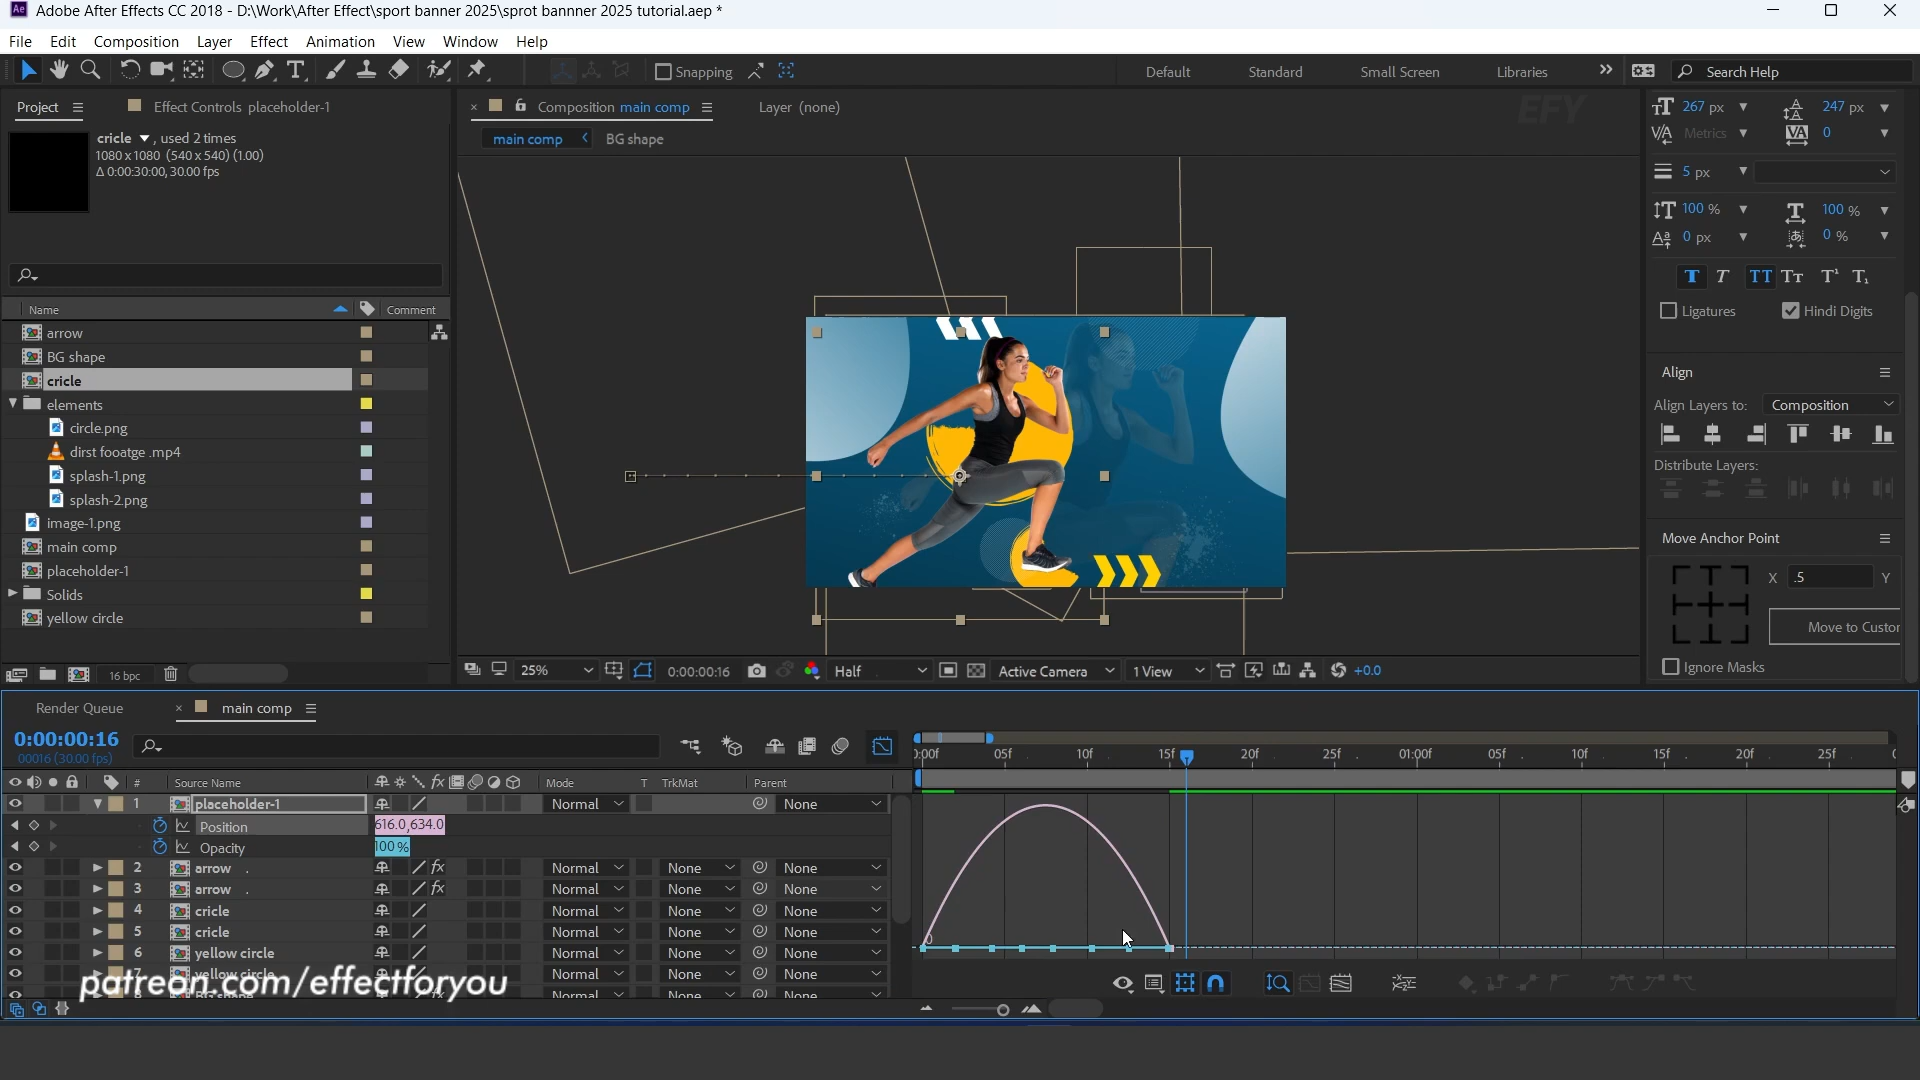 Adobe After Effects CC 2018 - D:\Work\After Effect\sport banner 2025\sprot bannner 2025 tutorial.aep *
File Edit Composition Layer Effect Animation View Window Help
Snapping Default Standard Small Screen Libraries Search Help
Project Effect Controls placeholder-1 Composition main comp Layer (none) EFY
main comp BG shape
cricle , used 2 times
1080 x 1080 (540 x 540) (1.00)
Δ 0:00:30:00, 30.00 fps
267 px 247 px
Metrics 0
5 px
100 % 100 %
0 px 0 %
Ligatures Hindi Digits
Name Comment
arrow
BG shape
cricle
elements
circle.png
dirst fooatge .mp4
splash-1.png
splash-2.png
image-1.png
main comp
placeholder-1
Solids
yellow circle
Align
Align Layers to: Composition
Distribute Layers:
Move Anchor Point
X .5 Y
Move to Custor
Ignore Masks
16 bpc 25% 0:00:00:16 Half Active Camera 1 View +0.0
Render Queue main comp
0:00:00:16
00016 (30.00 fps)
):00f 05f 10f 15f 20f 25f 01:00f 05f 10f 15f 20f 25f
# Source Name Mode T TrkMat Parent
1 placeholder-1 Normal None
Position 616.0,634.0
Opacity 100 %
2 arrow . Normal None None
3 arrow . Normal None None
4 cricle Normal None None
5 cricle Normal None None
6 yellow circle Normal None None
7 yellow circle Normal None None
8 BG shape Normal None None
0
patreon.com/effectforyou